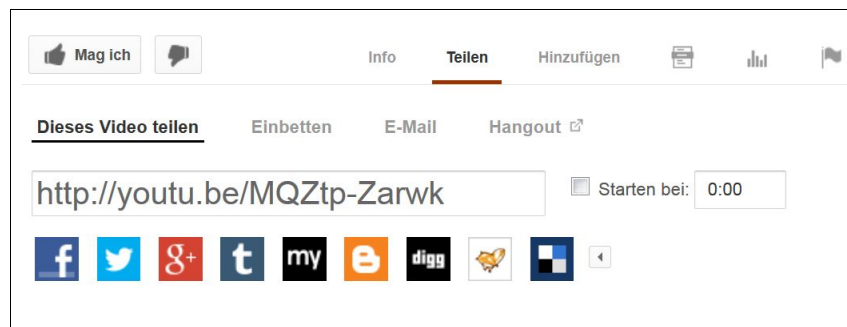 Mag ich Info Teilen Hinzufügen
Dieses Video teilen Einbetten E-Mail Hangout
http://youtu.be/MQZtp-Zarwk Starten bei: 0:00
f g+ t my B digg